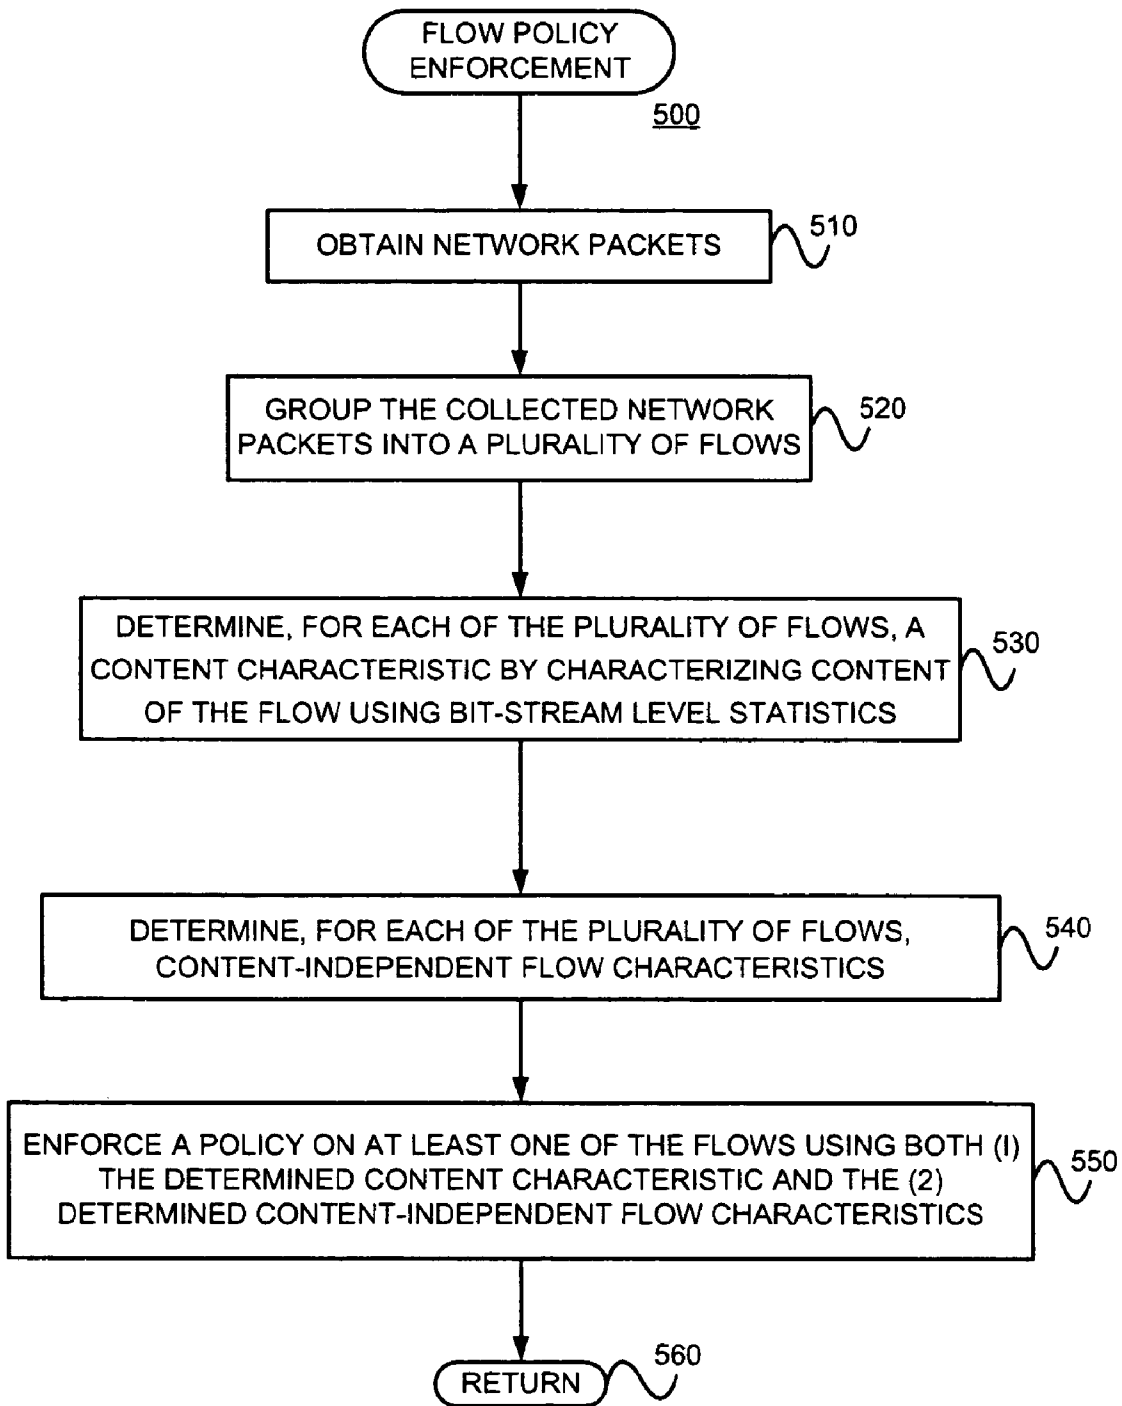 FLOW POLICY
ENFORCEMENT
500
OBTAIN NETWORK PACKETS
510
GROUP THE COLLECTED NETWORK
PACKETS INTO A PLURALITY OF FLOWS
520
DETERMINE, FOR EACH OF THE PLURALITY OF FLOWS, A
CONTENT CHARACTERISTIC BY CHARACTERIZING CONTENT
OF THE FLOW USING BIT-STREAM LEVEL STATISTICS
530
DETERMINE, FOR EACH OF THE PLURALITY OF FLOWS,
CONTENT-INDEPENDENT FLOW CHARACTERISTICS
540
ENFORCE A POLICY ON AT LEAST ONE OF THE FLOWS USING BOTH (I)
THE DETERMINED CONTENT CHARACTERISTIC AND THE (2)
DETERMINED CONTENT-INDEPENDENT FLOW CHARACTERISTICS
550
RETURN
560